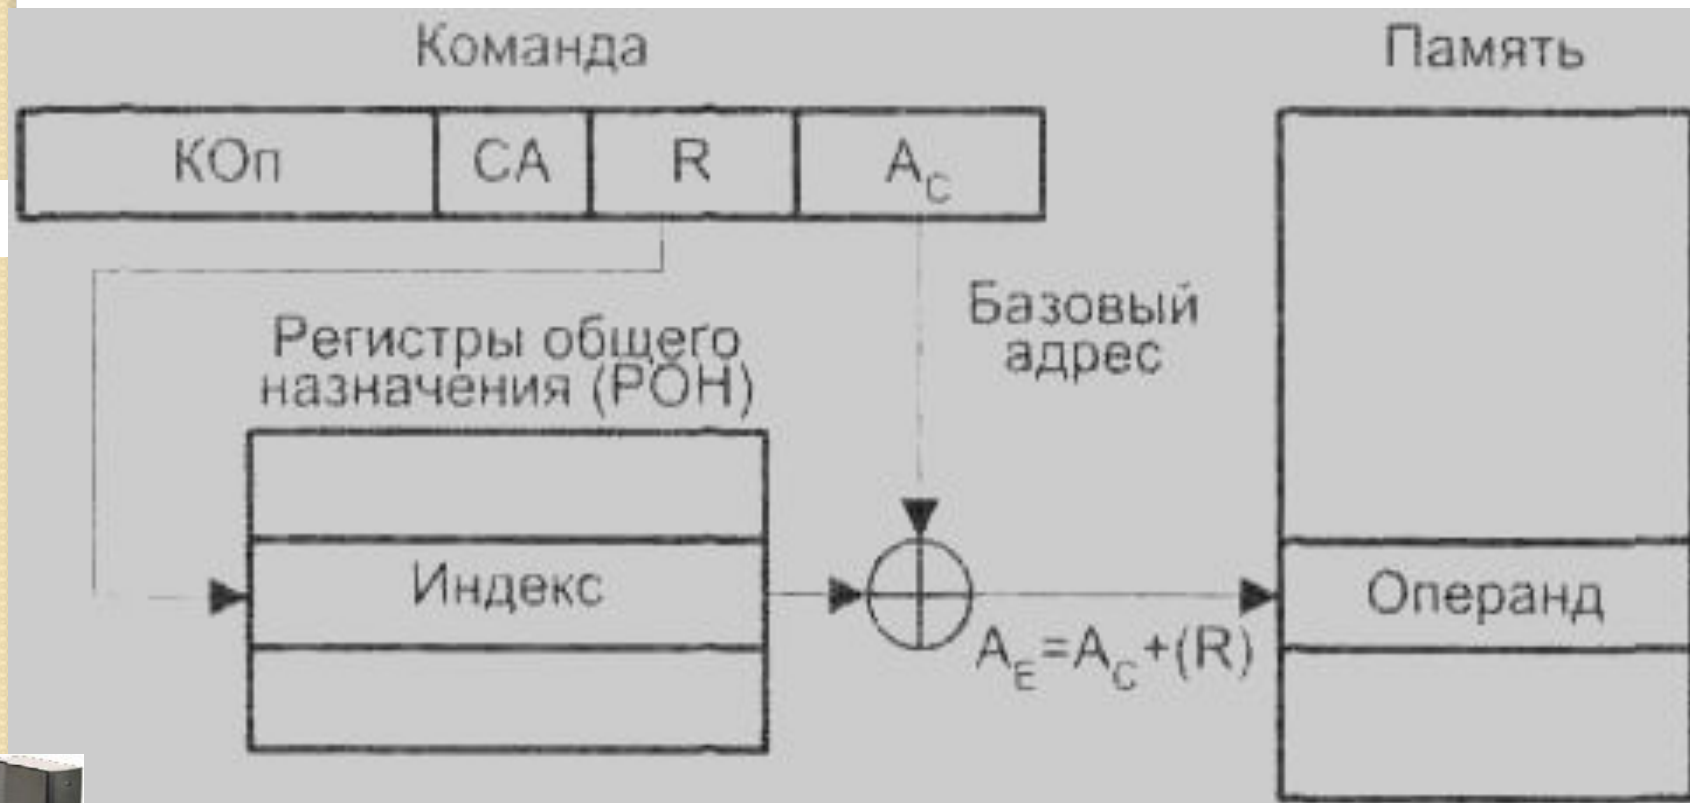 Команда
Память
КОп
СА
R
A_C
Базовый
адрес
Регистры общего
назначения (РОН)
Индекс
Операнд
A_E=A_C+(R)